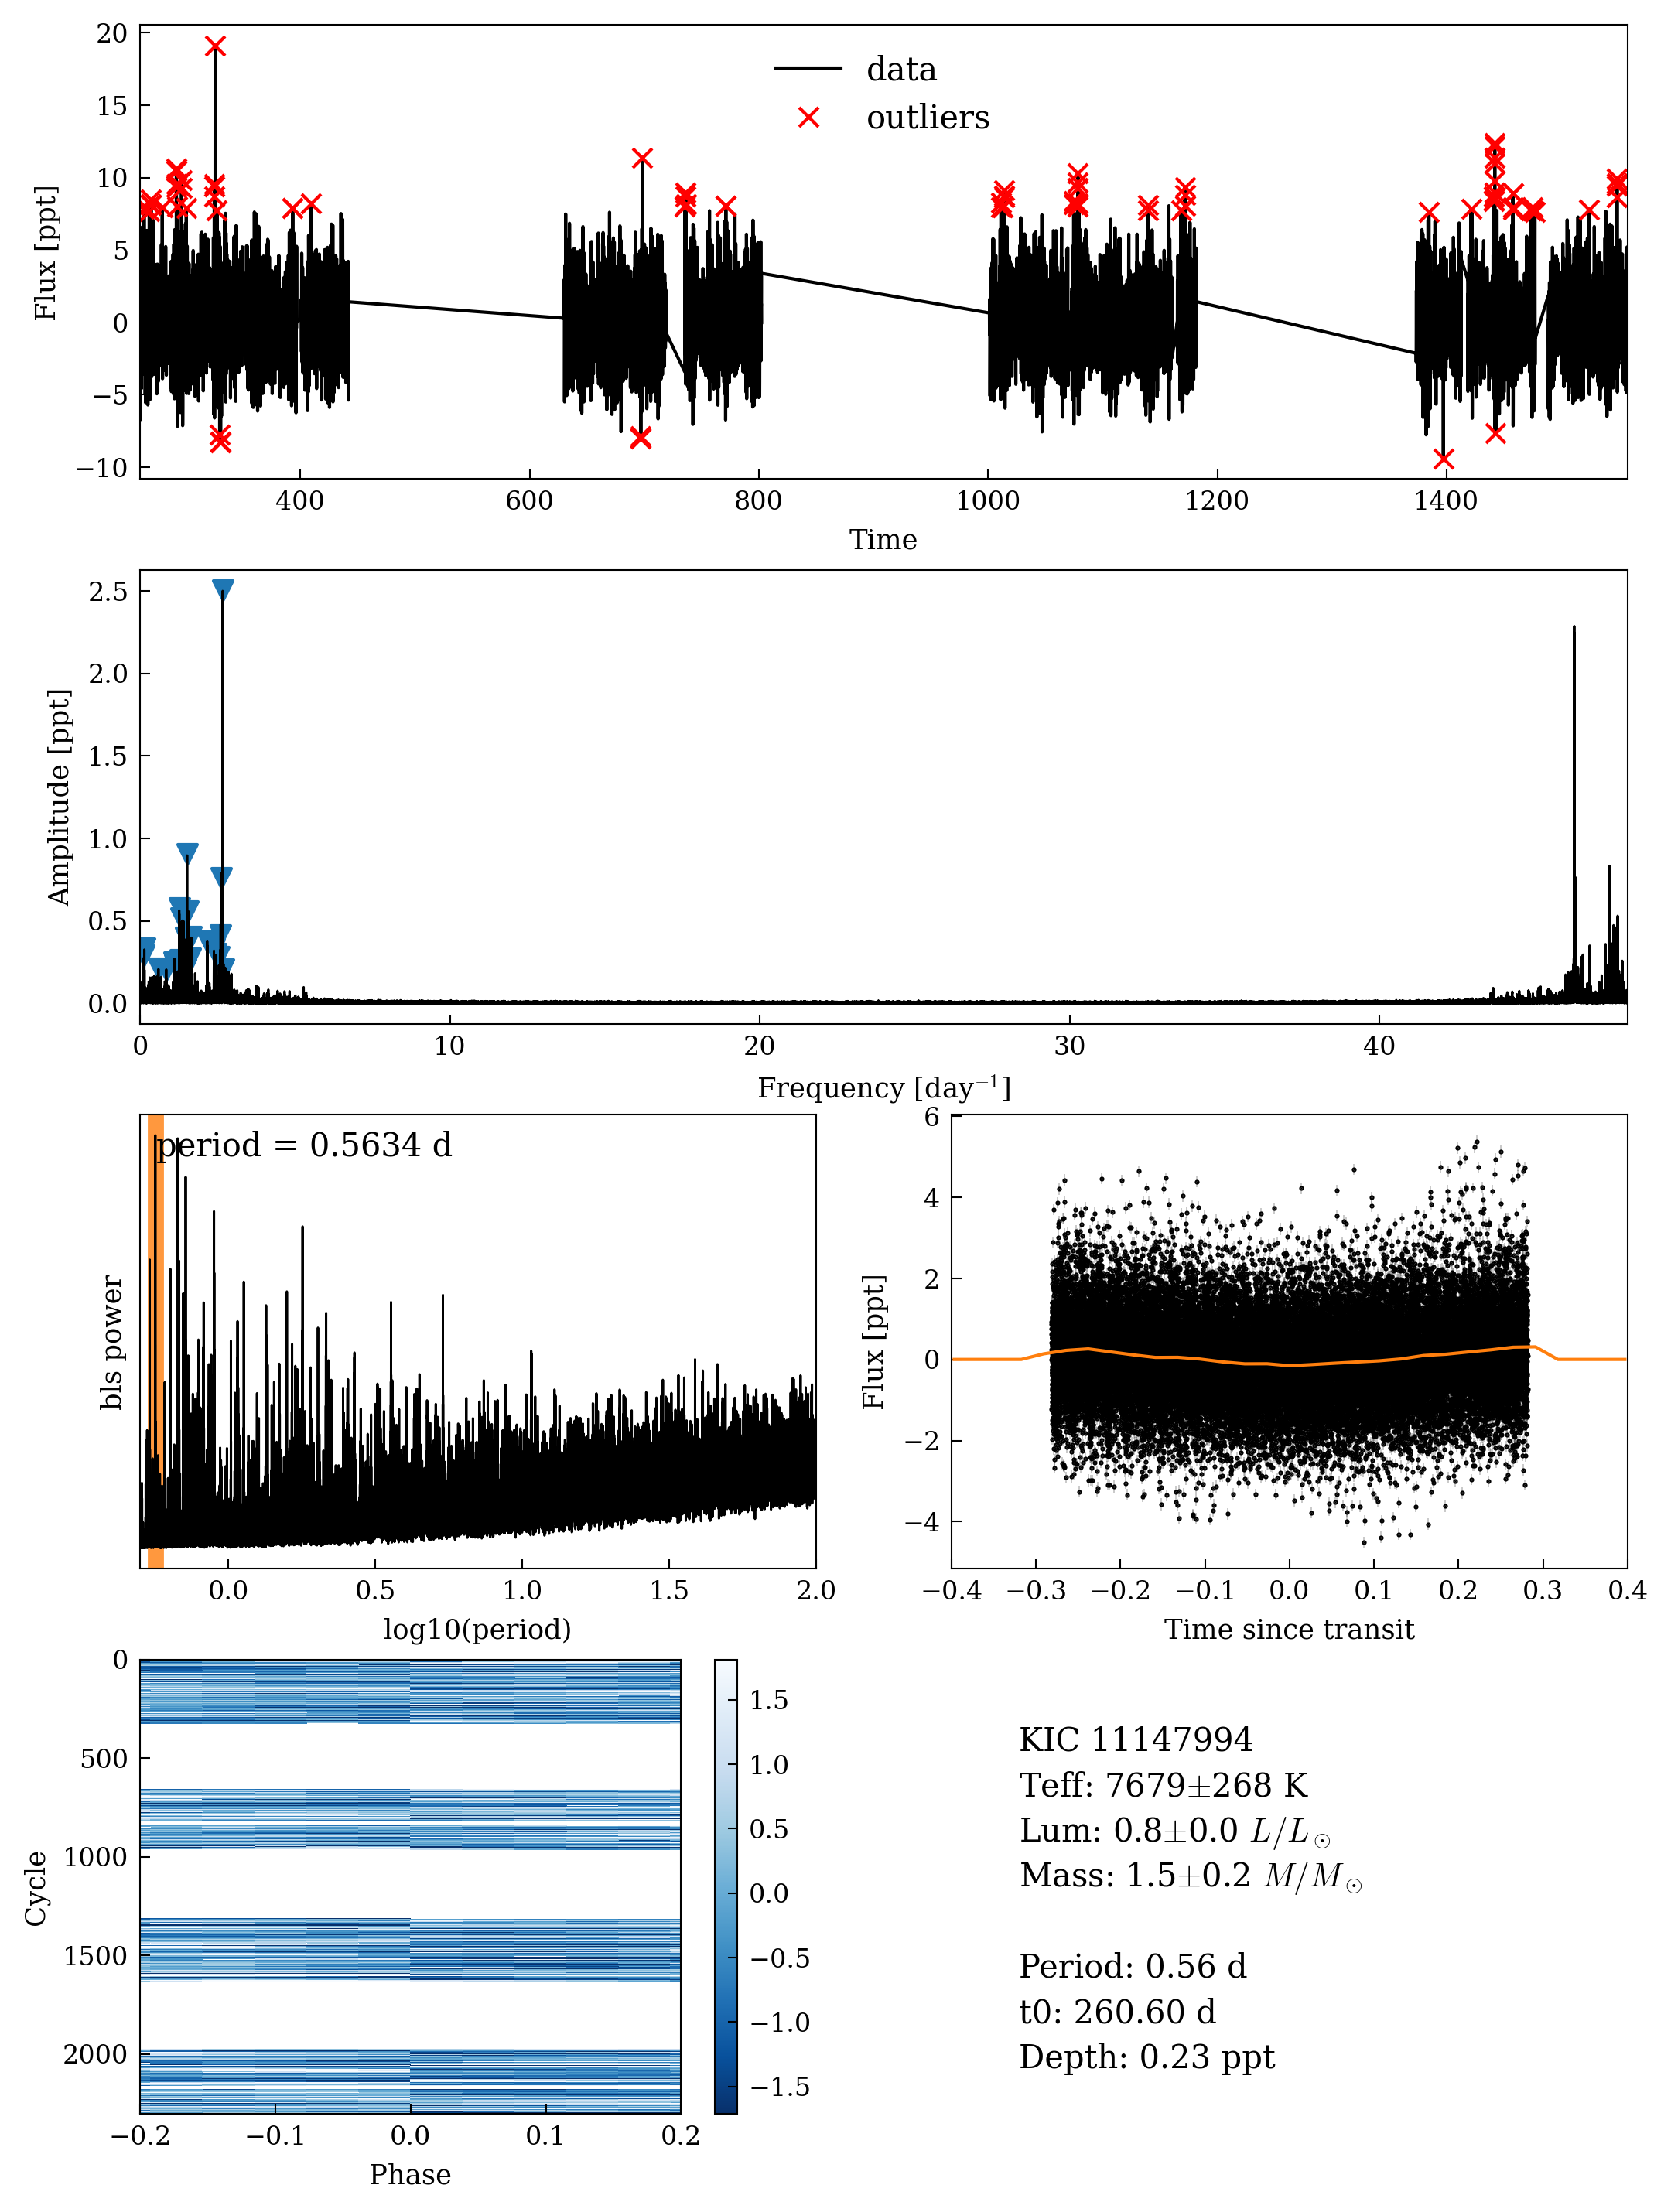 20
15
10
5
0
−5
−10
Flux [ppt]
data
outliers
400 600 800 1000 1200 1400
Time
2.5
2.0
1.5
1.0
0.5
0.0
Amplitude [ppt]
0 10 20 30 40
Frequency [day⁻¹]
period = 0.5634 d
bls power
0.0 0.5 1.0 1.5 2.0
log10(period)
6
4
2
0
−2
−4
Flux [ppt]
−0.4 −0.3 −0.2 −0.1 0.0 0.1 0.2 0.3 0.4
Time since transit
0
500
1000
1500
2000
Cycle
−0.2 −0.1 0.0 0.1 0.2
Phase
1.5
1.0
0.5
0.0
−0.5
−1.0
−1.5
KIC 11147994
Teff: 7679±268 K
Lum: 0.8±0.0 L/L⊙
Mass: 1.5±0.2 M/M⊙
Period: 0.56 d
t0: 260.60 d
Depth: 0.23 ppt